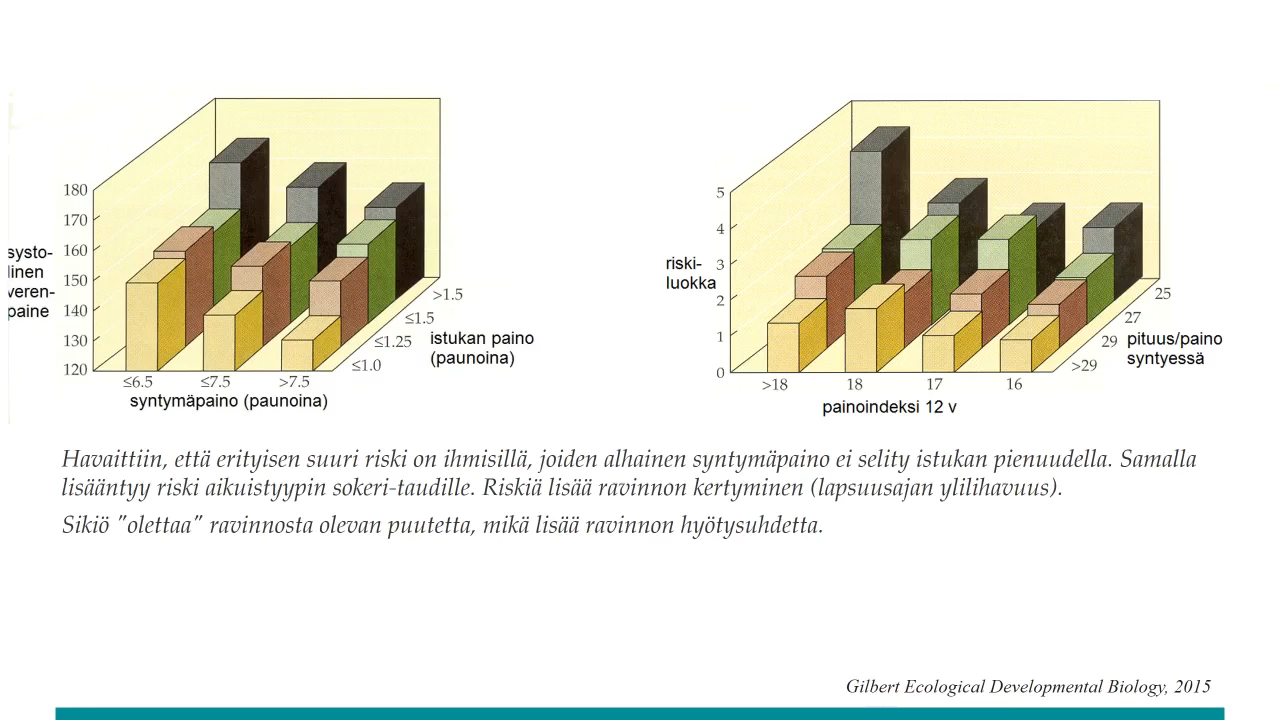 180
170
160
150
140
130
120
systo-
linen
veren-
paine
≤6.5
≤7.5
>7.5
syntymäpaino (paunoina)
>1.5
≤1.5
≤1.25
≤1.0
istukan paino
(paunoina)
5
4
3
2
1
0
riski-
luokka
>18
18
17
16
painoindeksi 12 v
25
27
29
>29
pituus/paino
syntyessä
Havaittiin, että erityisen suuri riski on ihmisillä, joiden alhainen syntymäpaino ei selity istukan pienuudella. Samalla
lisääntyy riski aikuistyypin sokeri-taudille. Riskiä lisää ravinnon kertyminen (lapsuusajan ylilihavuus).
Sikiö "olettaa" ravinnosta olevan puutetta, mikä lisää ravinnon hyötysuhdetta.
Gilbert Ecological Developmental Biology, 2015